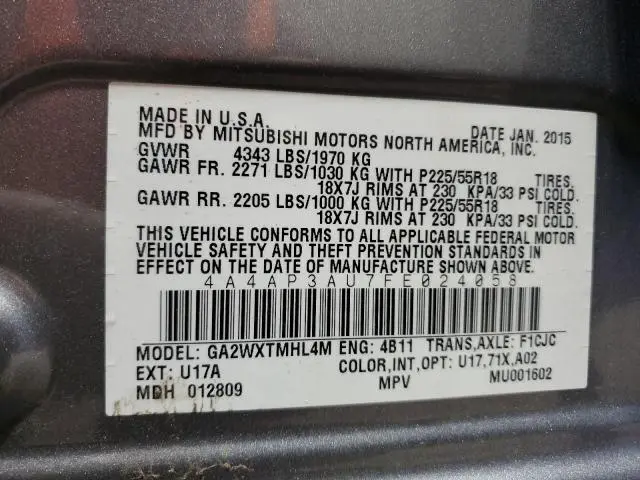 MADE IN U.S.A. DATE JAN. 2015
MFD BY MITSUBISHI MOTORS NORTH AMERICA, INC.
GVWR 4343 LBS/1970 KG
GAWR FR. 2271 LBS/1030 KG WITH P225/55R18 TIRES.
18X7J RIMS AT 230 KPA/33 PSI COLD.
GAWR RR. 2205 LBS/1000 KG WITH P225/55R18 TIRES.
18X7J RIMS AT 230 KPA/33 PSI COLD.
THIS VEHICLE CONFORMS TO ALL APPLICABLE FEDERAL MOTOR
VEHICLE SAFETY AND THEFT PREVENTION STANDARDS IN
EFFECT ON THE DATE OF MANUFACTURE SHOWN ABOVE.
4A4AP3AU7FE024058
MODEL: GA2WXTMHL4M ENG: 4B11 TRANS,AXLE: F1CJC
EXT: U17A COLOR,INT,OPT: U17,71X,A02
MDH 012809 MPV MU001602